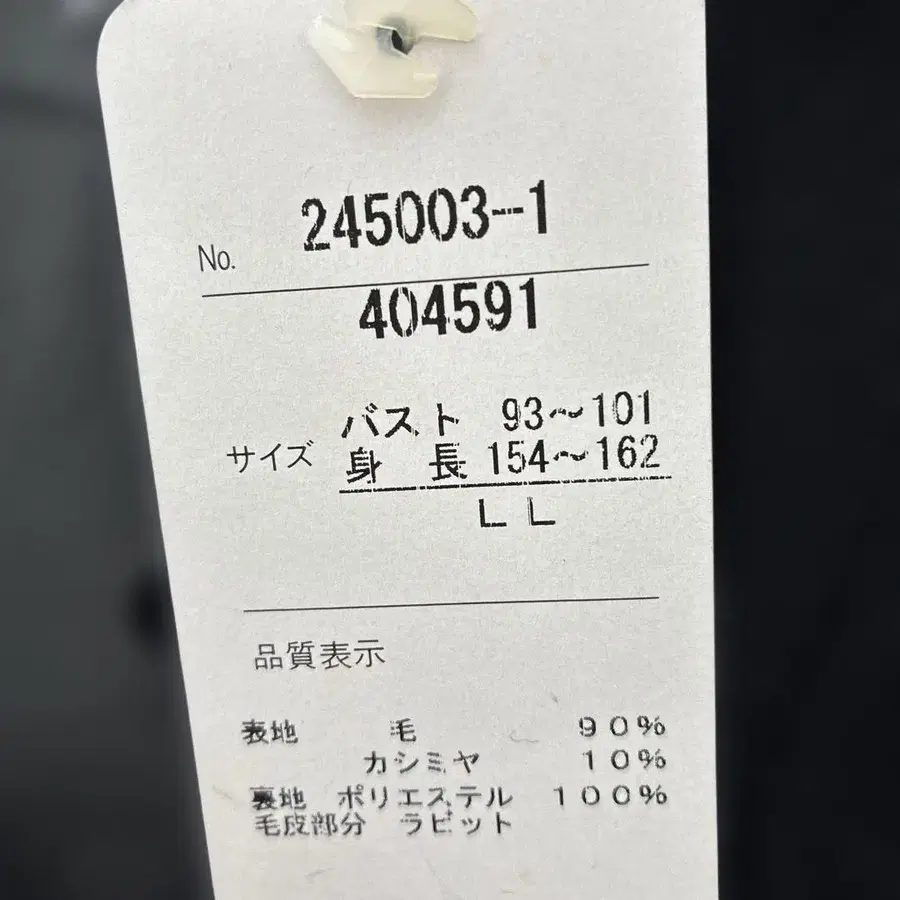 No. 245003-1
404591
サイズ バスト 93～101
身長 154～162
LL
品質表示
表地 毛 90%
カシミヤ 10%
裏地 ポリエステル 100%
毛皮部分 ラビット